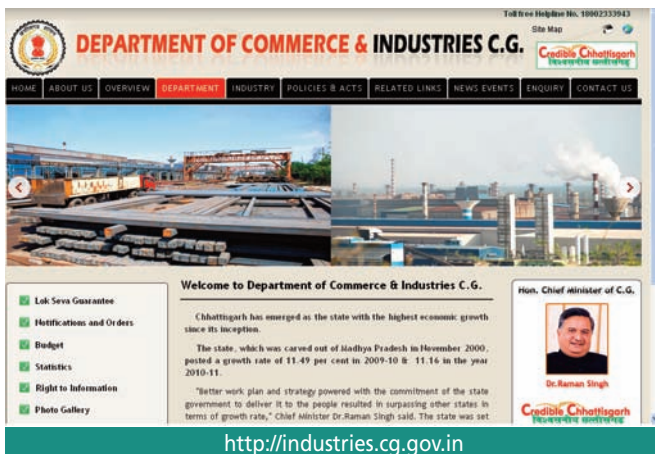 Toll free Helpline No. 18002333943
Site Map
DEPARTMENT OF COMMERCE & INDUSTRIES C.G.
Credible Chhattisgarh
विश्वसनीय छत्तीसगढ़
HOME ABOUT US OVERVIEW DEPARTMENT INDUSTRY POLICIES & ACTS RELATED LINKS NEWS EVENTS ENQUIRY CONTACT US
Lok Seva Guarantee
Notifications and Orders
Budget
Statistics
Right to Information
Photo Gallery
Welcome to Department of Commerce & Industries C.G.
Chhattisgarh has emerged as the state with the highest economic growth
since its inception.
The state, which was carved out of Madhya Pradesh in November 2000,
posted a growth rate of 11.49 per cent in 2009-10 & 11.16 in the year
2010-11.
"Better work plan and strategy powered with the commitment of the state
government to deliver it to the people resulted in surpassing other states in
terms of growth rate," Chief Minister Dr.Raman Singh said. The state was set
Hon. Chief Minister of C.G.
Dr.Raman Singh
Credible Chhattisgarh
विश्वसनीय छत्तीसगढ़
http://industries.cg.gov.in